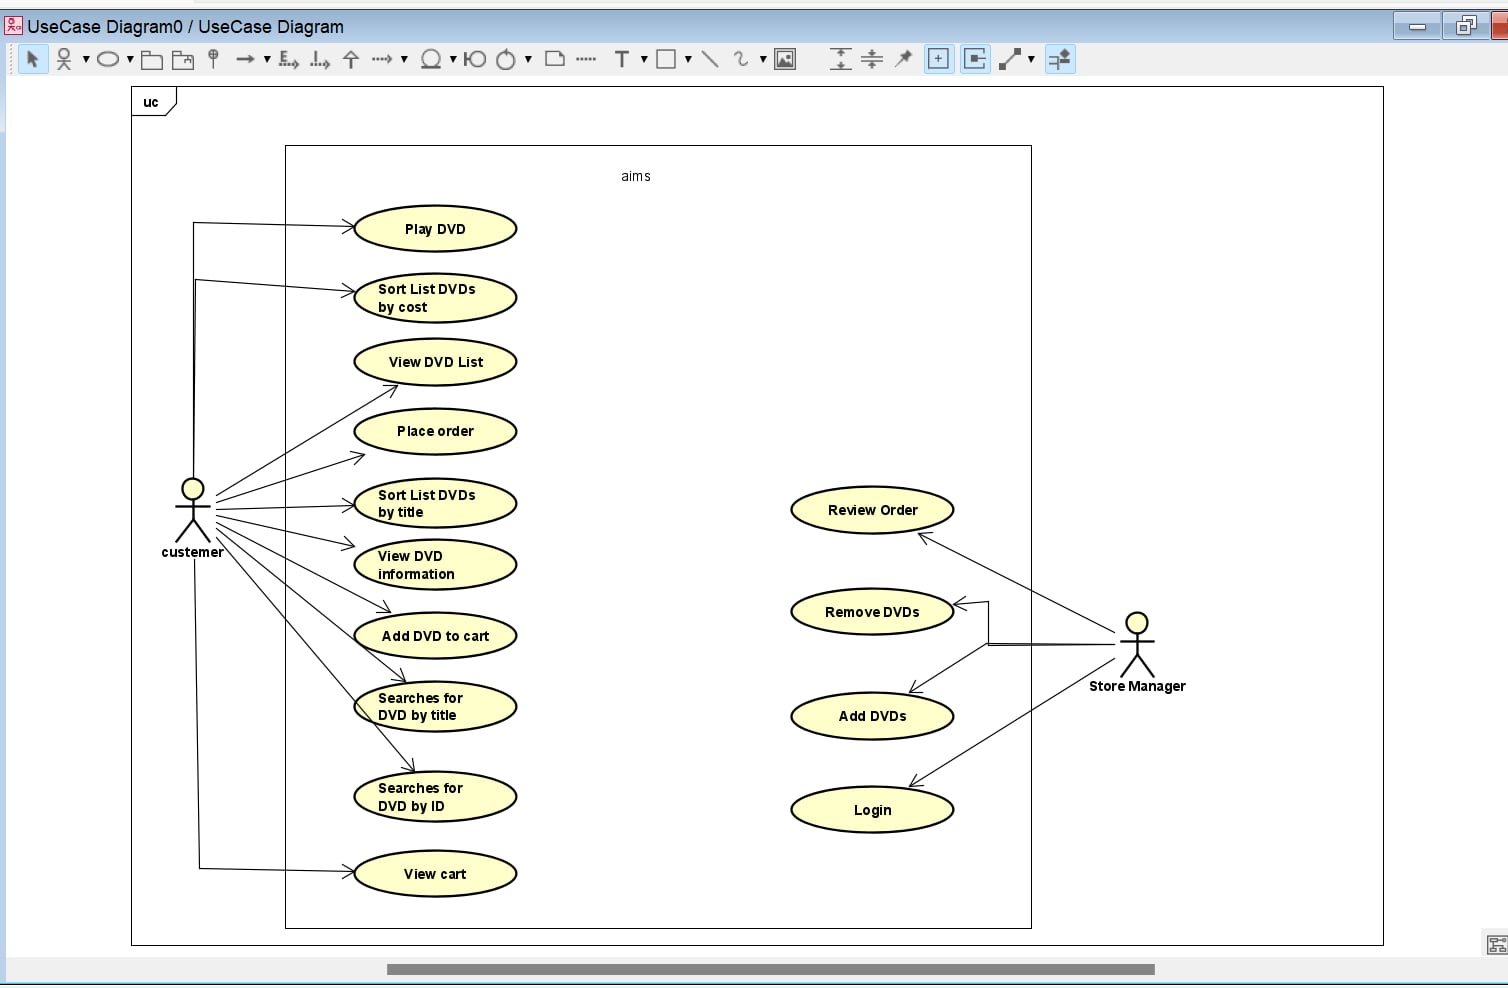 UseCase Diagram0 / UseCase Diagram
uc
aims
Play DVD
Sort List DVDs
by cost
View DVD List
Place order
Sort List DVDs
by title
View DVD
information
Add DVD to cart
Searches for
DVD by title
Searches for
DVD by ID
View cart
custemer
Review Order
Remove DVDs
Add DVDs
Login
Store Manager